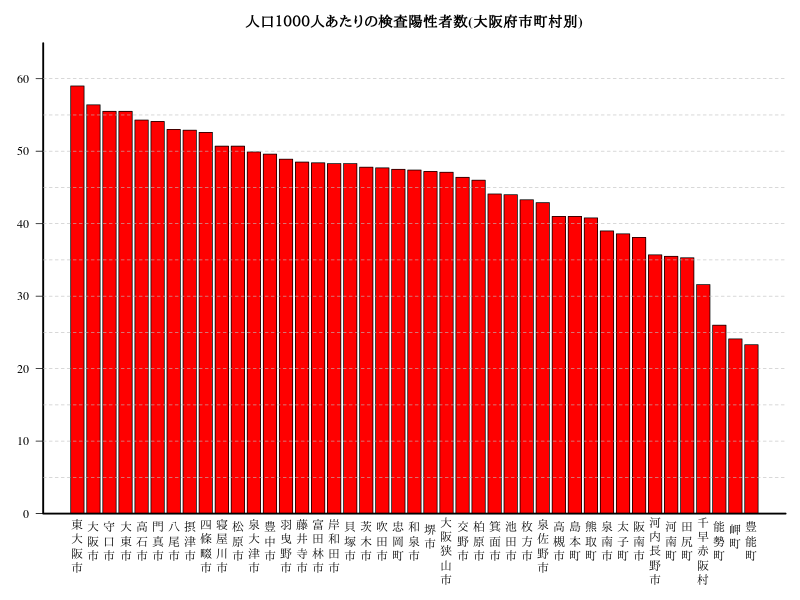 人口1000人あたりの検査陽性者数(大阪府市町村別)
60
50
40
30
20
10
0
東大阪市
大阪市
守口市
大東市
高石市
門真市
八尾市
摂津市
四條畷市
寝屋川市
松原市
泉大津市
豊中市
羽曳野市
藤井寺市
富田林市
岸和田市
貝塚市
茨木市
吹田市
忠岡町
和泉市
堺市
大阪狭山市
交野市
柏原市
箕面市
池田市
枚方市
泉佐野市
高槻市
島本町
熊取町
泉南市
太子町
阪南市
河内長野市
河南町
田尻町
千早赤阪村
能勢町
岬町
豊能町